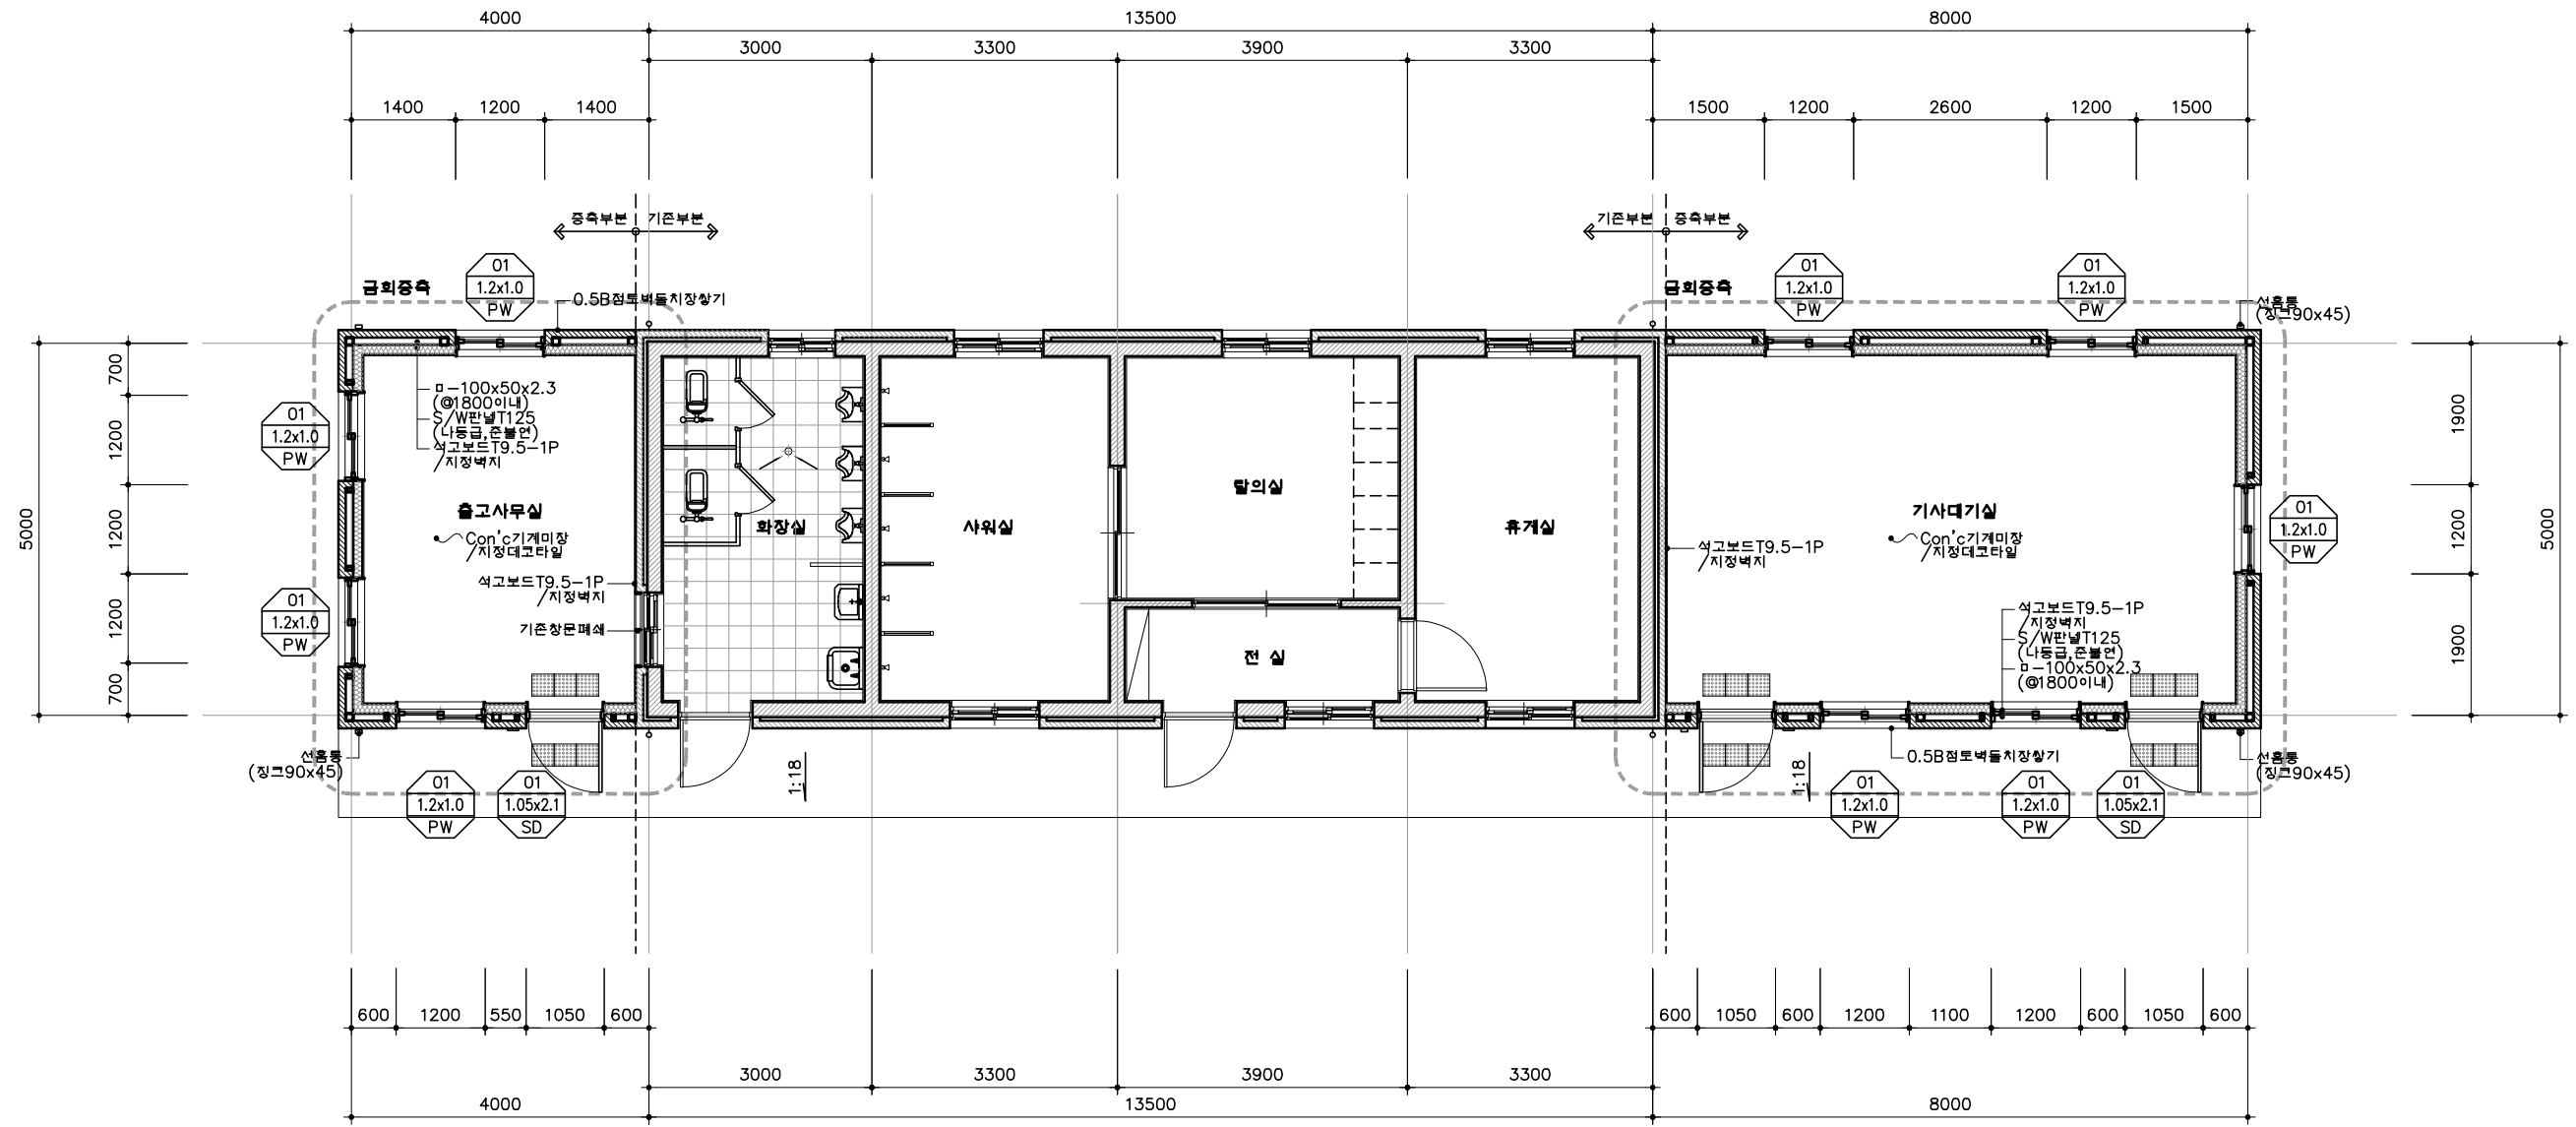 4000
13500
8000
3000
3300
3900
3300
1400
1200
1400
1500
1200
2600
1200
1500
증축부분
기존부분
기존부분
증축부분
금회증축
01
1.2x1.0
PW
0.5B점토벽돌치장쌓기
금회증축
01
1.2x1.0
PW
01
1.2x1.0
PW
선홈통
(징크90x45)
5000
700
1200
1200
1200
700
01
1.2x1.0
PW
01
1.2x1.0
PW
ㅁ-100x50x2.3
(@1800이내)
S/W판넬T125
(나등급,준불연)
석고보드T9.5-1P
/지정벽지
출고사무실
Con'c기계미장
/지정데코타일
석고보드T9.5-1P
/지정벽지
기존창문폐쇄
화장실
샤워실
탈의실
전 실
휴게실
석고보드T9.5-1P
/지정벽지
기사대기실
Con'c기계미장
/지정데코타일
석고보드T9.5-1P
/지정벽지
S/W판넬T125
(나등급,준불연)
ㅁ-100x50x2.3
(@1800이내)
01
1.2x1.0
PW
1900
1200
1900
5000
선홈통
(징크90x45)
01
1.2x1.0
PW
01
1.05x2.1
SD
1:18
1:18
0.5B점토벽돌치장쌓기
01
1.2x1.0
PW
01
1.2x1.0
PW
01
1.05x2.1
SD
선홈통
(징크90x45)
600
1200
550
1050
600
600
1050
600
1200
1100
1200
600
1050
600
3000
3300
3900
3300
4000
13500
8000